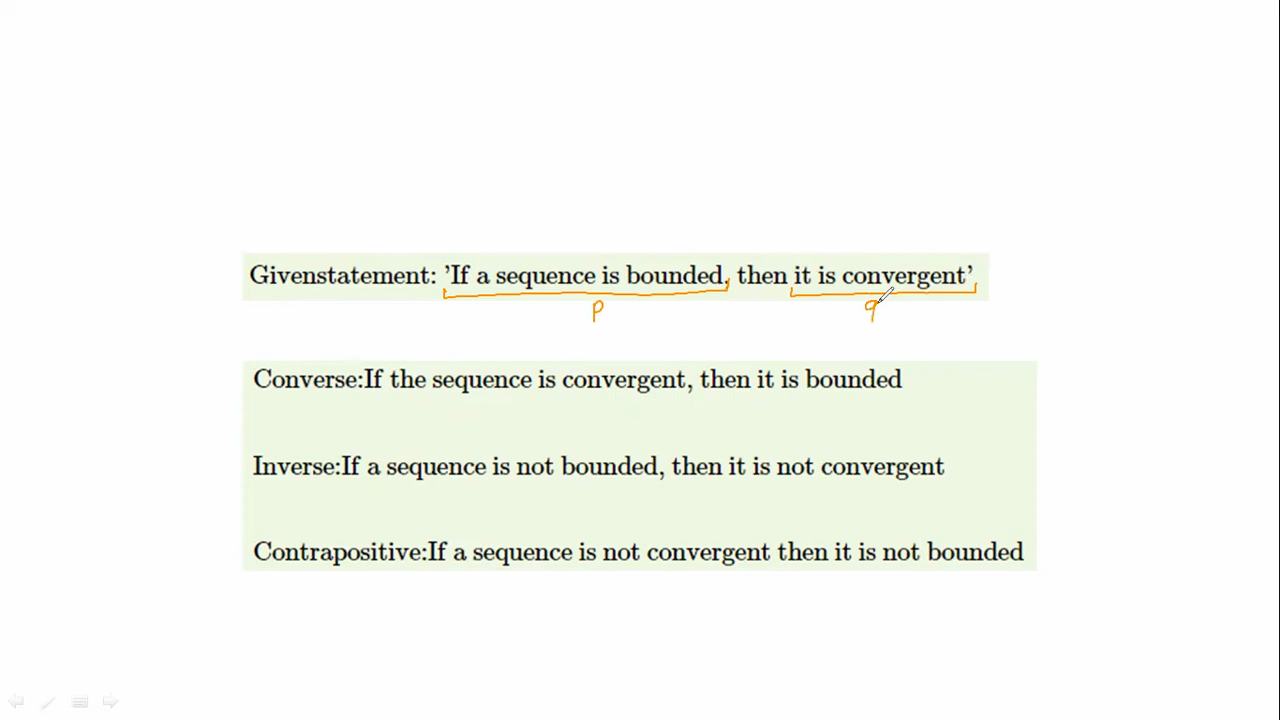 Givenstatement: ’If a sequence is bounded, then it is convergent’
p q
Converse:If the sequence is convergent, then it is bounded
Inverse:If a sequence is not bounded, then it is not convergent
Contrapositive:If a sequence is not convergent then it is not bounded